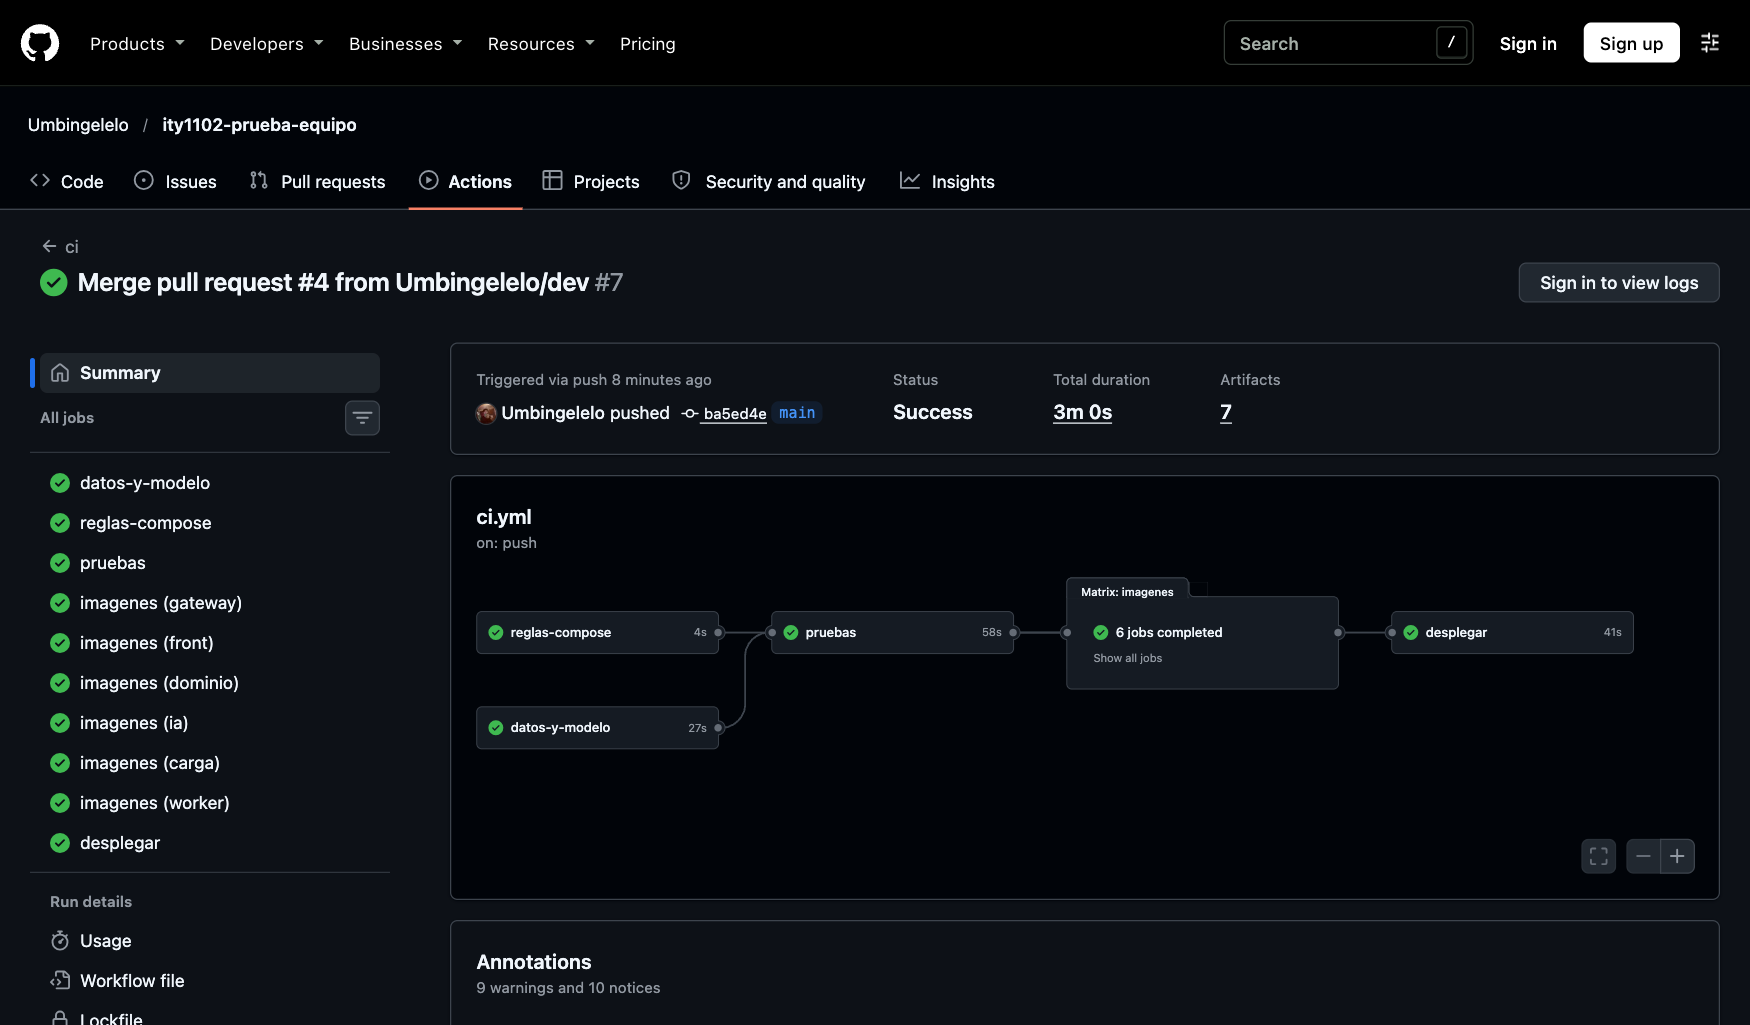 Products Developers Businesses Resources Pricing Search / Sign in Sign up
Umbingelelo / ity1102-prueba-equipo
Code Issues Pull requests Actions Projects Security and quality Insights
← ci
Merge pull request #4 from Umbingelelo/dev #7
Sign in to view logs
Summary
All jobs
datos-y-modelo
reglas-compose
pruebas
imagenes (gateway)
imagenes (front)
imagenes (dominio)
imagenes (ia)
imagenes (carga)
imagenes (worker)
desplegar
Run details
Usage
Workflow file
Lockfile
Triggered via push 8 minutes ago
Umbingelelo pushed ba5ed4e main
Status
Success
Total duration
3m 0s
Artifacts
7
ci.yml
on: push
reglas-compose 4s
datos-y-modelo 27s
pruebas 58s
Matrix: imagenes
6 jobs completed
Show all jobs
desplegar 41s
Annotations
9 warnings and 10 notices